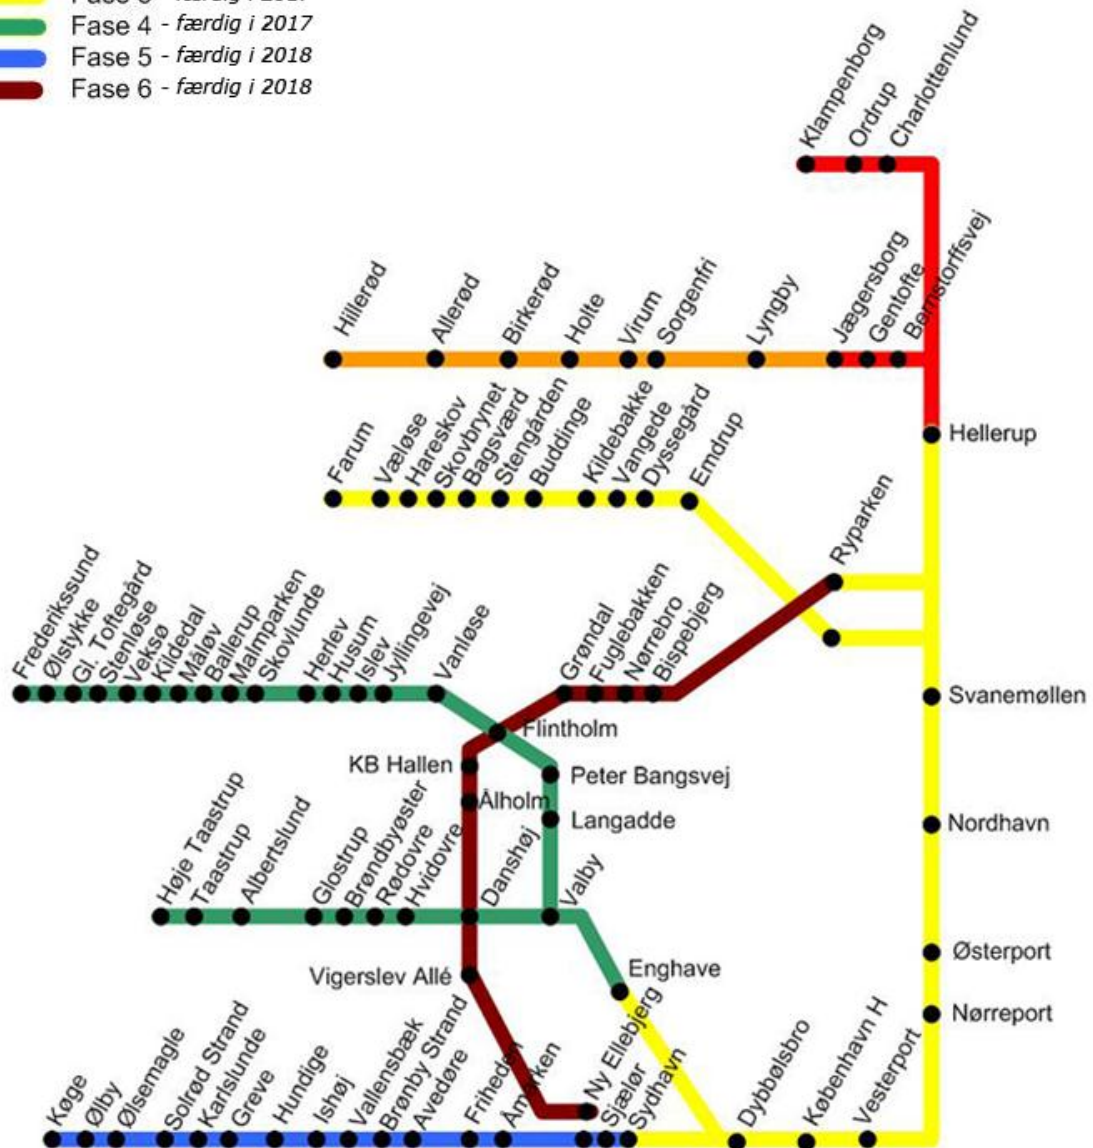 Fase 4 - færdig i 2017
Fase 5 - færdig i 2018
Fase 6 - færdig i 2018
Klampenborg
Ordrup
Charlottenlund
Hillerød
Allerød
Birkerød
Holte
Virum
Sorgenfri
Lyngby
Jægersborg
Gentofte
Bernstorffsvej
Hellerup
Farum
Væløse
Hareskov
Skovbrynet
Bagsværd
Stengården
Buddinge
Kildebakke
Vangede
Dyssegård
Emdrup
Ryparken
Frederikssund
Ølstykke
Gl. Toftegård
Stenløse
Veksø
Kildedal
Måløv
Ballerup
Malmparken
Skovlunde
Herlev
Husum
Islev
Jyllingevej
Vanløse
Grøndal
Fuglebakken
Nørrebro
Bispebjerg
Svanemøllen
Flintholm
KB Hallen
Peter Bangsvej
Ålholm
Langadde
Nordhavn
Høje Taastrup
Taastrup
Albertslund
Glostrup
Brøndbyøster
Rødovre
Hvidovre
Danshøj
Valby
Østerport
Vigerslev Allé
Enghave
Nørreport
Køge
Ølby
Ølsemagle
Solrød Strand
Karlslunde
Greve
Hundige
Ishøj
Vallensbæk
Brønby Strand
Avedøre
Friheden
Åmarken
Ny Ellebjerg
Sjælør
Sydhavn
Dybbølsbro
København H
Vesterport